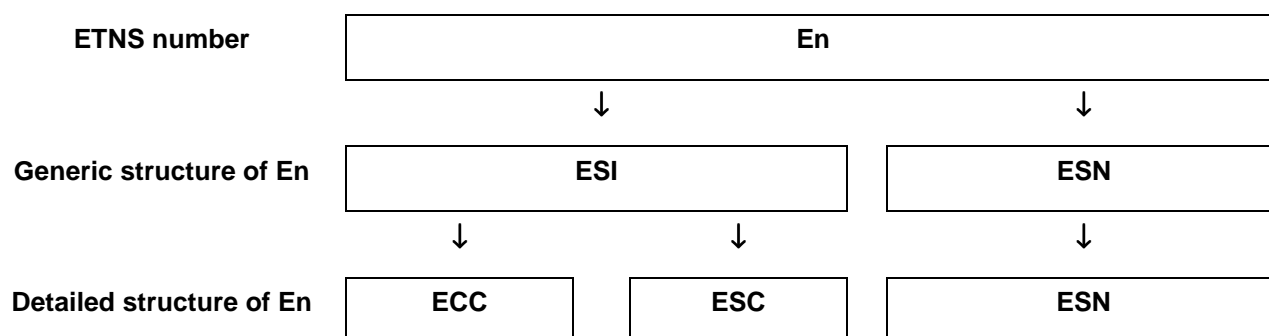 ETNS number En
↓ ↓
Generic structure of En ESI ESN
↓ ↓ ↓
Detailed structure of En ECC ESC ESN